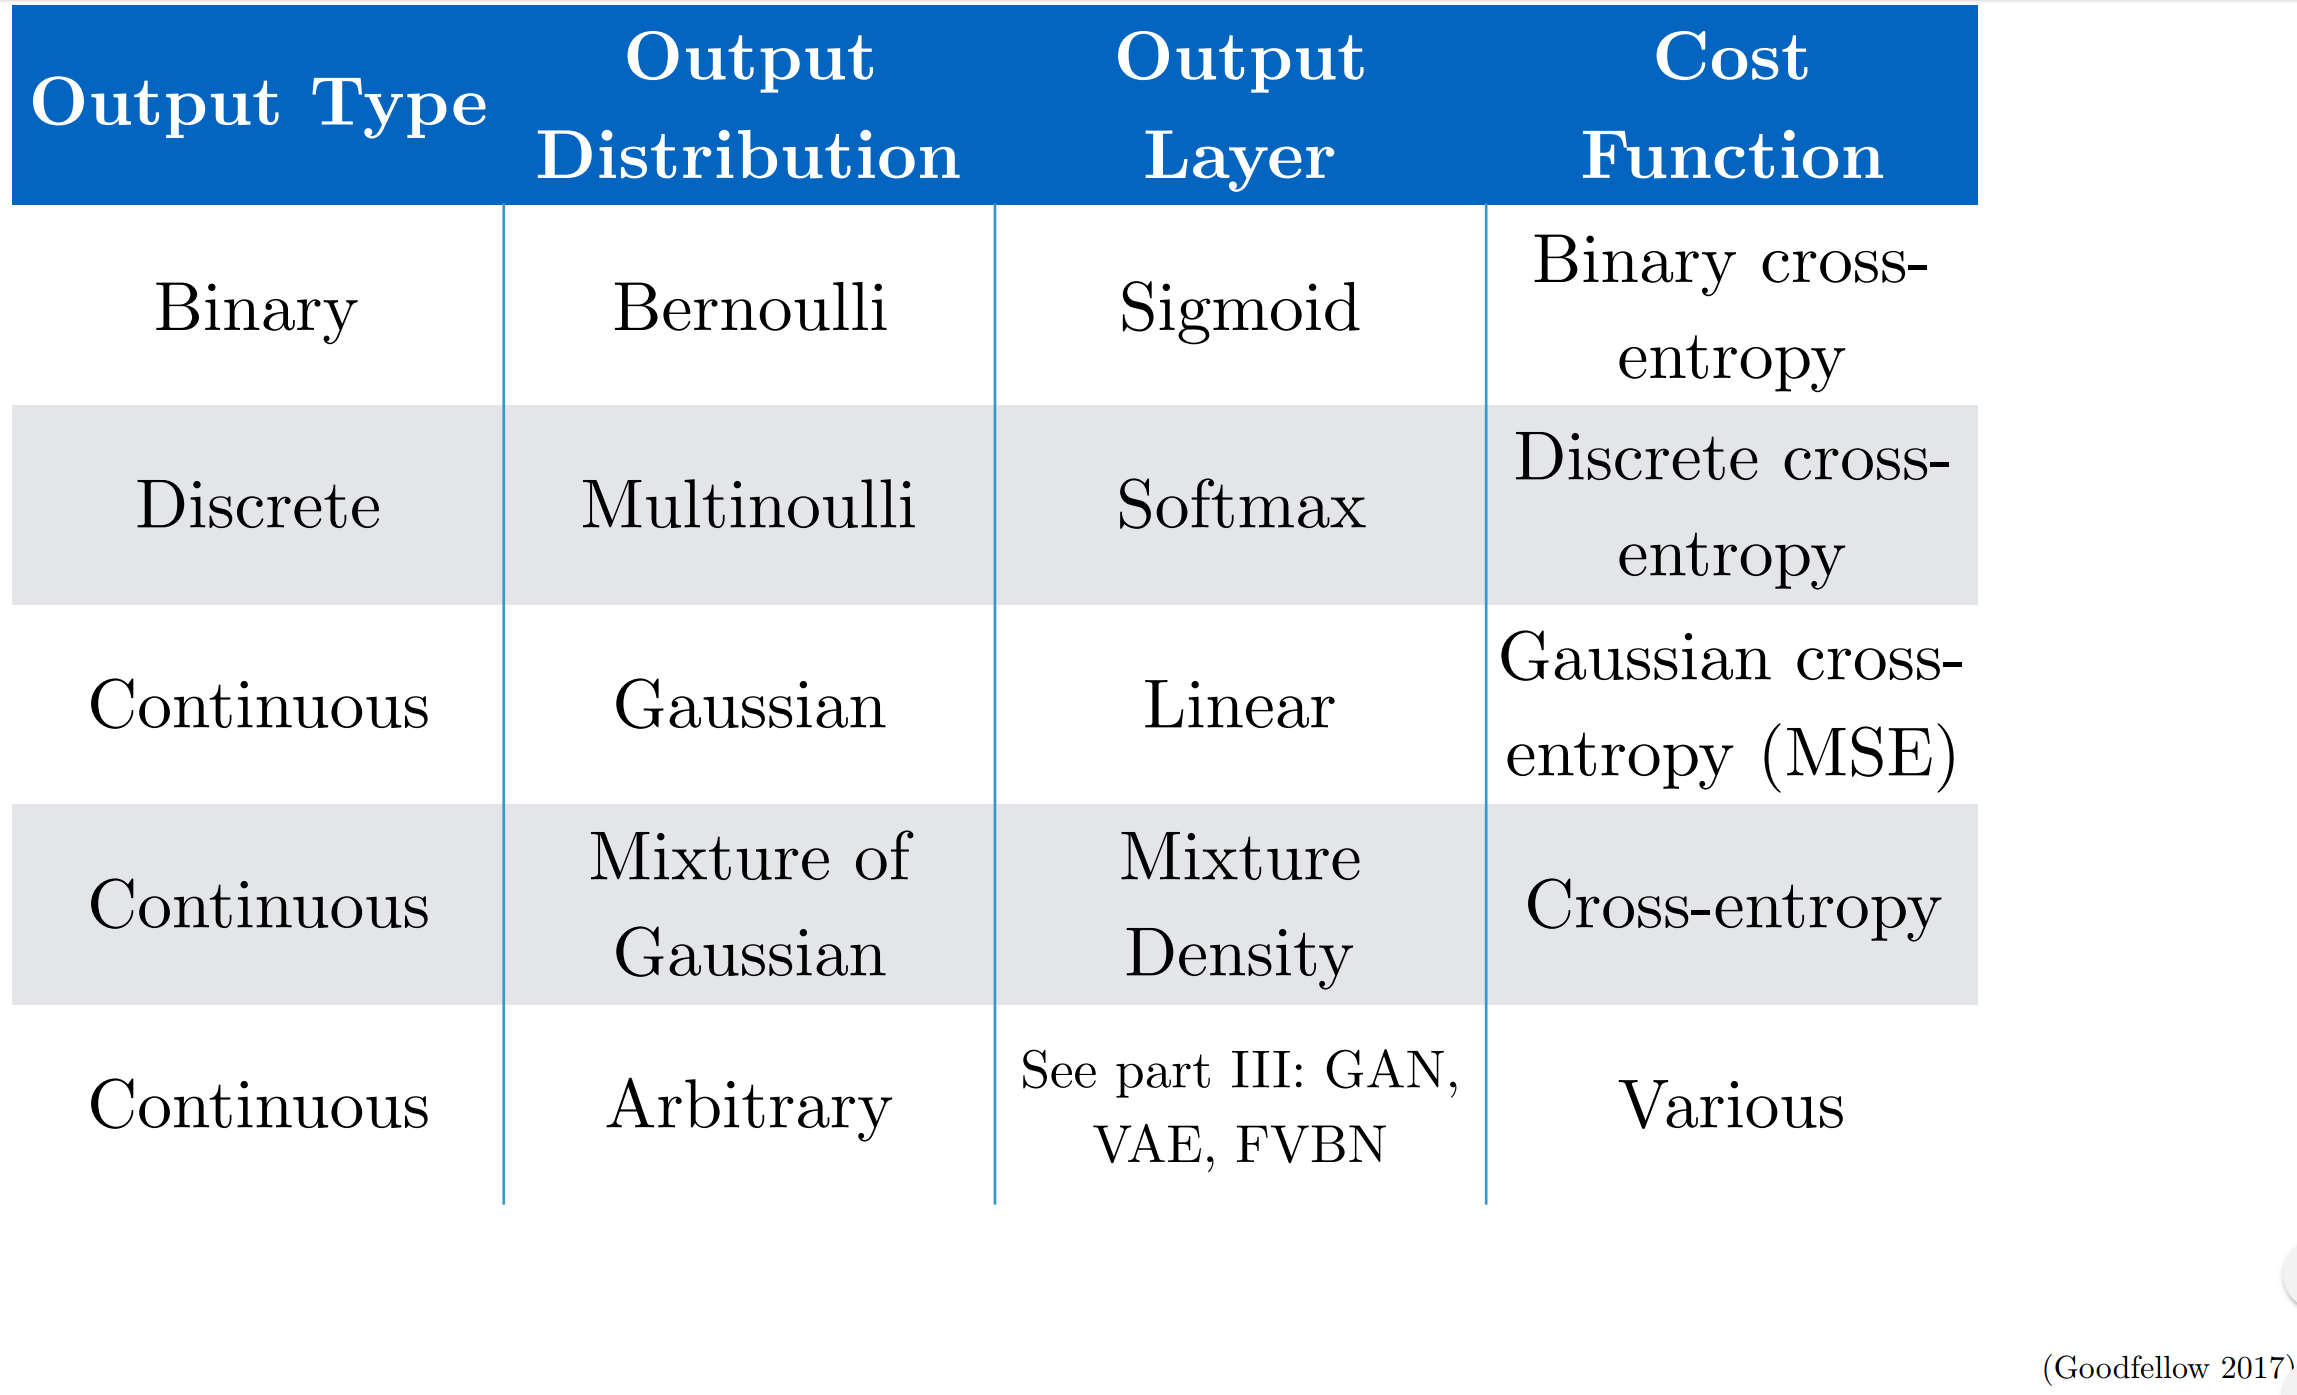 Output Type
Output
Distribution
Output
Layer
Cost
Function
Binary
Bernoulli
Sigmoid
Binary cross-
entropy
Discrete
Multinoulli
Softmax
Discrete cross-
entropy
Continuous
Gaussian
Linear
Gaussian cross-
entropy (MSE)
Continuous
Mixture of
Gaussian
Mixture
Density
Cross-entropy
Continuous
Arbitrary
See part III: GAN,
VAE, FVBN
Various
(Goodfellow 2017)